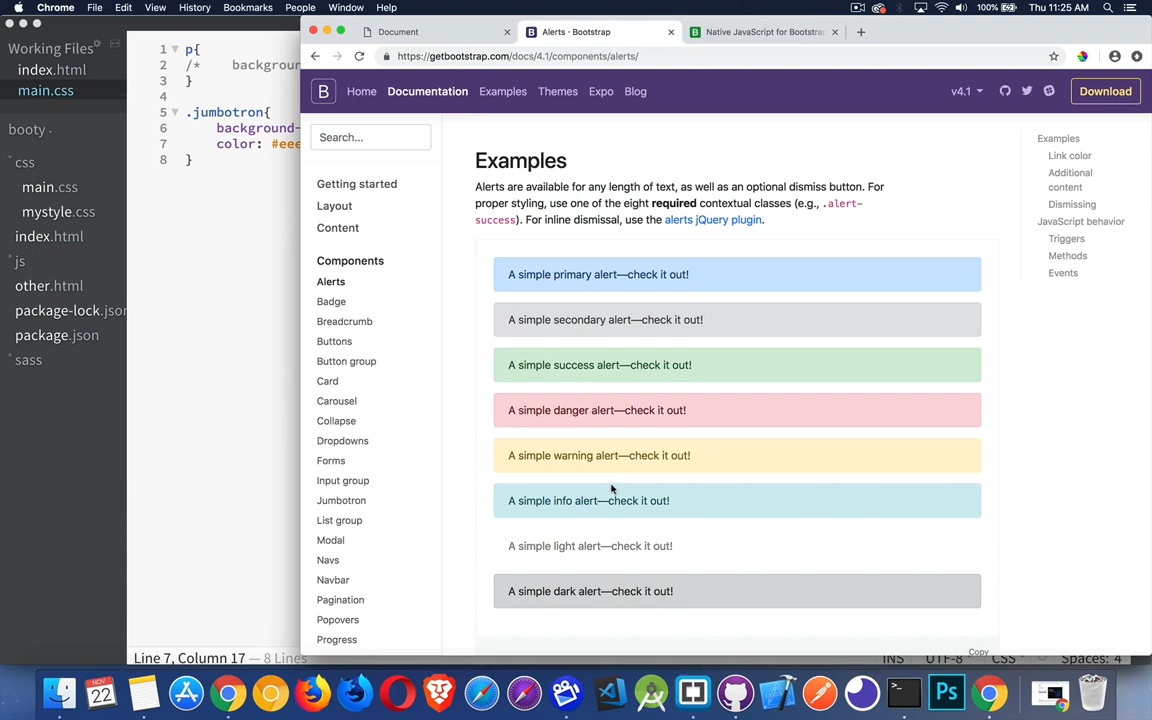 Chrome File Edit View History Bookmarks People Window Help 100% Thu 11:25 AM
Working Files
index.html
main.css
booty
css
main.css
mystyle.css
index.html
js
other.html
package-lock.json
package.json
sass
1 p{
2 /* backgroun
3 }
4
5 .jumbotron{
6 background-
7 color: #eee
8 }
Line 7, Column 17 — 8 Lines
INS UTF-8 CSS Spaces: 4
Document
Alerts · Bootstrap
Native JavaScript for Bootstrap
https://getbootstrap.com/docs/4.1/components/alerts/
B Home Documentation Examples Themes Expo Blog v4.1 Download
Search...
Getting started
Layout
Content
Components
Alerts
Badge
Breadcrumb
Buttons
Button group
Card
Carousel
Collapse
Dropdowns
Forms
Input group
Jumbotron
List group
Modal
Navs
Navbar
Pagination
Popovers
Progress
Examples
Alerts are available for any length of text, as well as an optional dismiss button. For
proper styling, use one of the eight required contextual classes (e.g., .alert-
success). For inline dismissal, use the alerts jQuery plugin.
A simple primary alert—check it out!
A simple secondary alert—check it out!
A simple success alert—check it out!
A simple danger alert—check it out!
A simple warning alert—check it out!
A simple info alert—check it out!
A simple light alert—check it out!
A simple dark alert—check it out!
Copy
Examples
Link color
Additional
content
Dismissing
JavaScript behavior
Triggers
Methods
Events
NOV
22
Ps